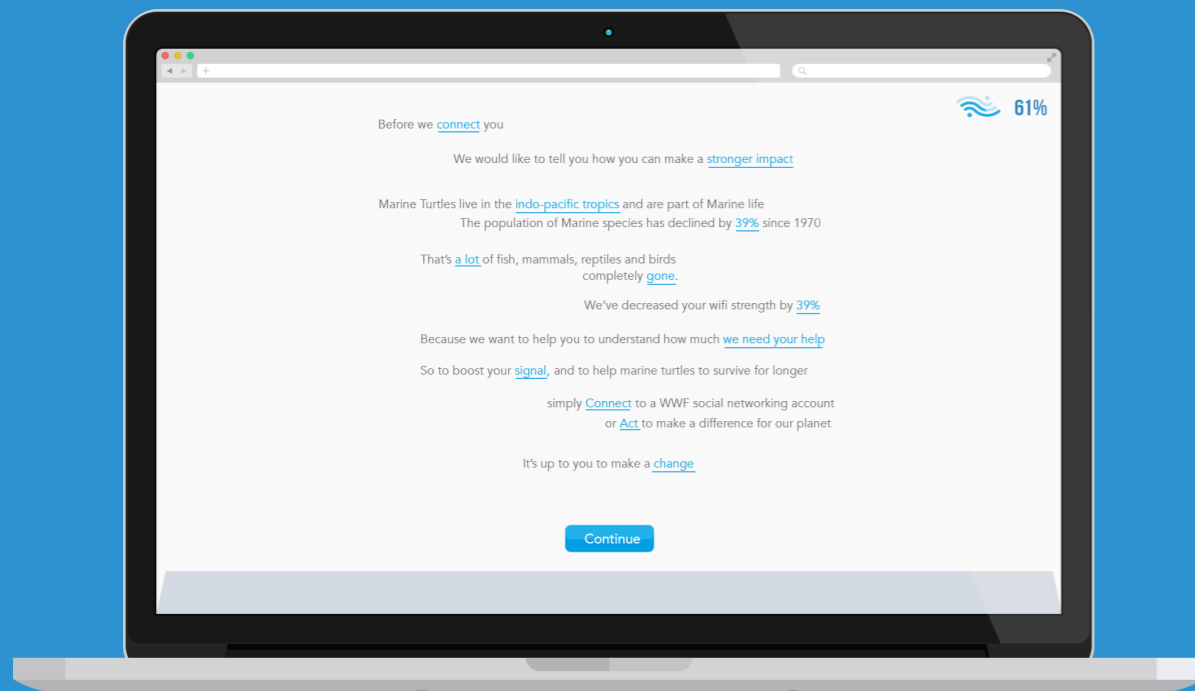 61%
Before we connect you
We would like to tell you how you can make a stronger impact
Marine Turtles live in the indo-pacific tropics and are part of Marine life
The population of Marine species has declined by 39% since 1970
That's a lot of fish, mammals, reptiles and birds
completely gone.
We've decreased your wifi strength by 39%
Because we want to help you to understand how much we need your help
So to boost your signal, and to help marine turtles to survive for longer
simply Connect to a WWF social networking account
or Act to make a difference for our planet
It's up to you to make a change
Continue